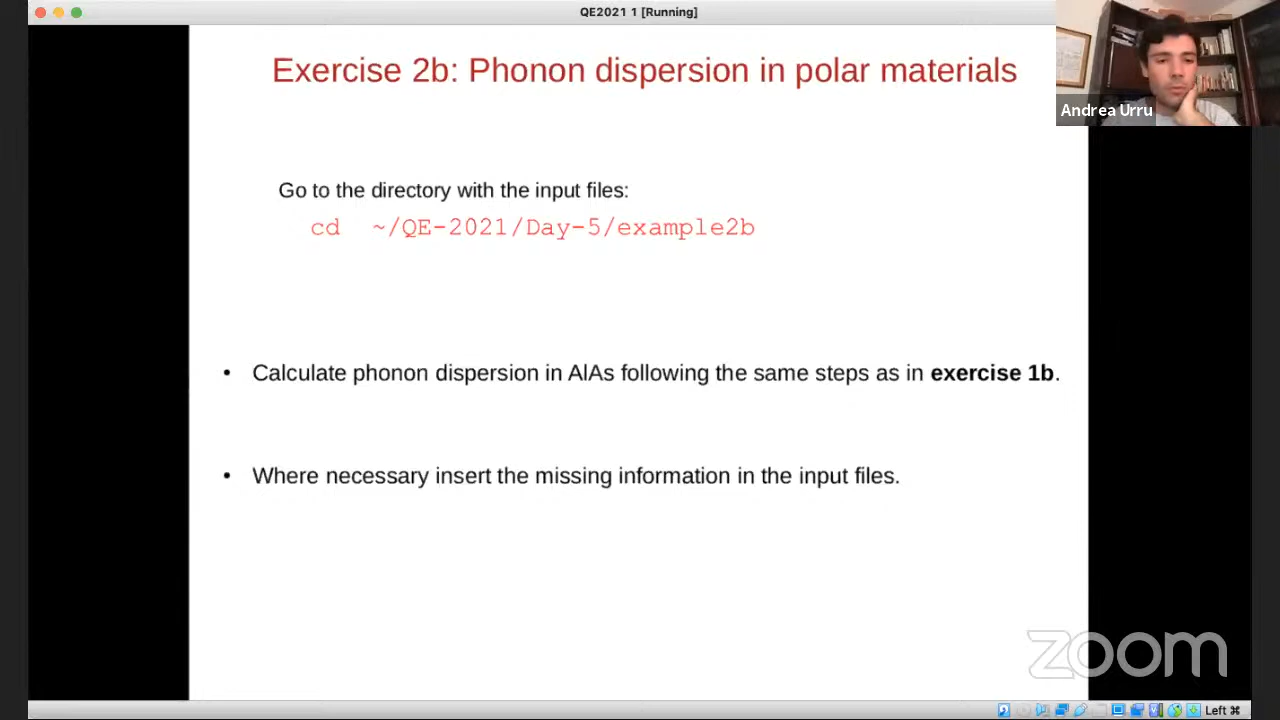 QE2021 1 [Running]
Exercise 2b: Phonon dispersion in polar materials
Andrea Urru
Go to the directory with the input files:
cd ~/QE-2021/Day-5/example2b
• Calculate phonon dispersion in AlAs following the same steps as in exercise 1b.
• Where necessary insert the missing information in the input files.
zoom
Left ⌘